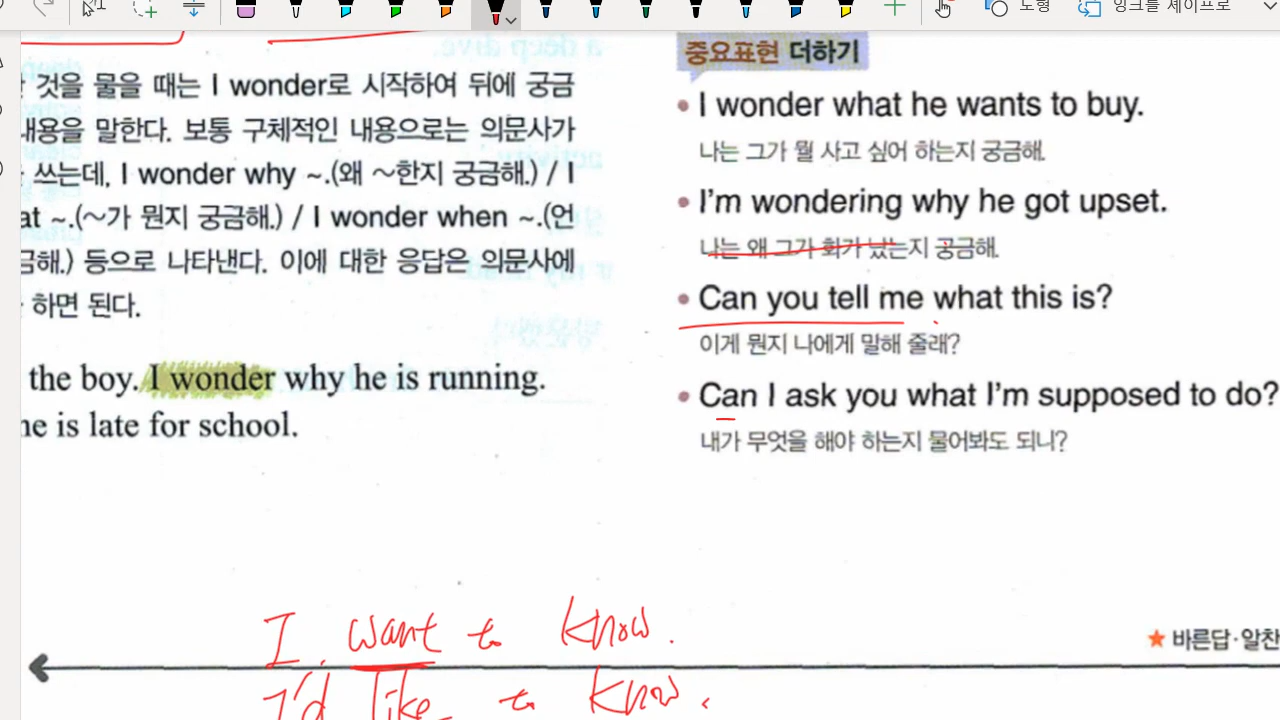 도형
잉크를 셰이프로
것을 물을 때는 I wonder로 시작하여 뒤에 궁금
내용을 말한다. 보통 구체적인 내용으로는 의문사가
쓰는데, I wonder why ~.(왜 ~한지 궁금해.) / I
at ~.(~가 뭔지 궁금해.) / I wonder when ~.(언
금해.) 등으로 나타낸다. 이에 대한 응답은 의문사에
하면 된다.
the boy. I wonder why he is running.
he is late for school.
중요표현 더하기
• I wonder what he wants to buy.
나는 그가 뭘 사고 싶어 하는지 궁금해.
• I'm wondering why he got upset.
나는 왜 그가 화가 났는지 궁금해.
• Can you tell me what this is?
이게 뭔지 나에게 말해 줄래?
• Can I ask you what I'm supposed to do?
내가 무엇을 해야 하는지 물어봐도 되니?
I want to know.
★ 바른답·알찬
I'd like to know.